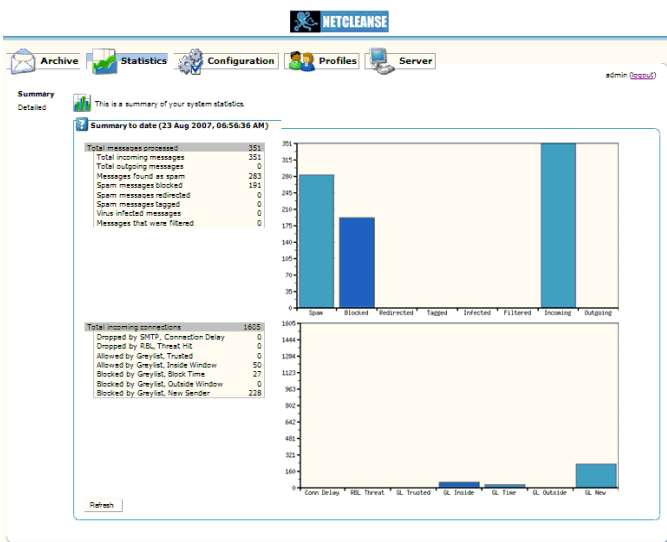 NETCLEANSE
Archive Statistics Configuration Profiles Server
admin (logout)
Summary
Detailed
This is a summary of your system statistics.
? Summary to date (23 Aug 2007, 06:56:36 AM)
Total messages processed 351
Total incoming messages 351
Total outgoing messages 0
Messages found as spam 283
Spam messages blocked 191
Spam messages redirected 0
Spam messages tagged 0
Virus infected messages 0
Messages that were filtered 0
351
315
280
245
210
175
140
105
70
35
0
Spam Blocked Redirected Tagged Infected Filtered Incoming Outgoing
Total incoming connections 1605
Dropped by SMTP, Connection Delay 0
Dropped by RBL, Threat Hit 0
Allowed by Greylist, Trusted 0
Allowed by Greylist, Inside Window 50
Blocked by Greylist, Block Time 27
Blocked by Greylist, Outside Window 0
Blocked by Greylist, New Sender 228
1605
1444
1284
1123
963
802
642
481
321
160
0
Conn Delay RBL Threat GL Trusted GL Inside GL Time GL Outside GL New
Refresh